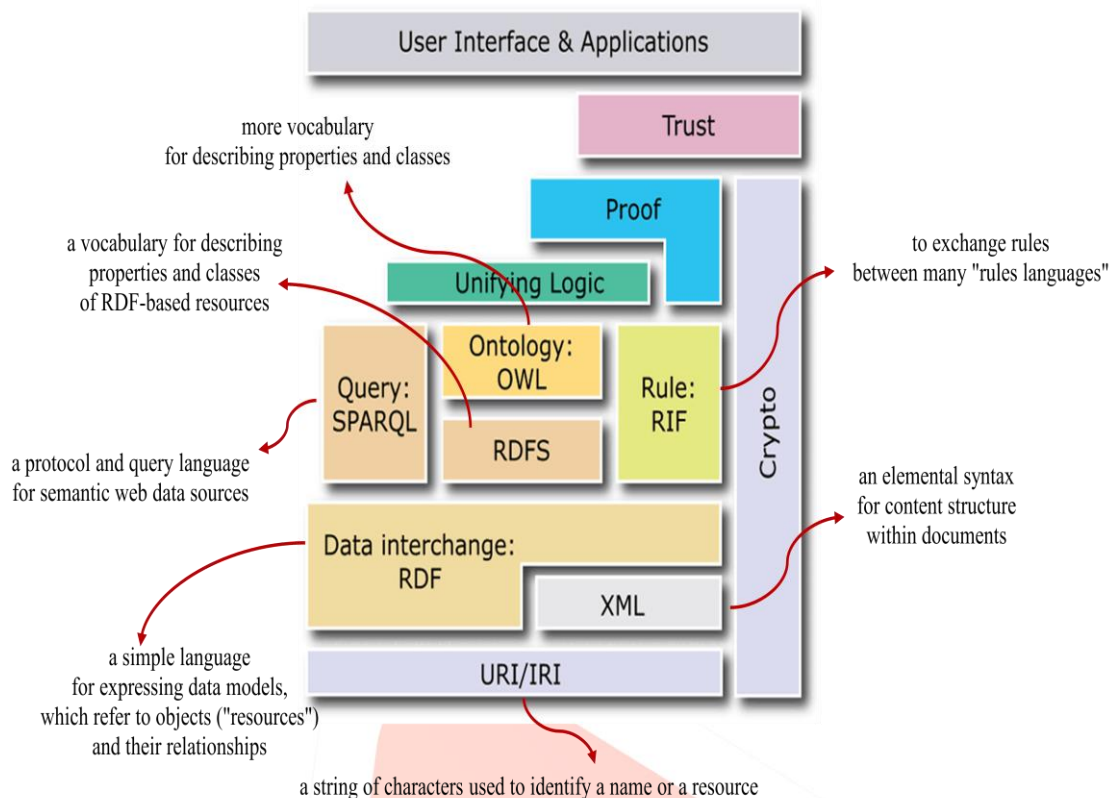 User Interface & Applications
Trust
more vocabulary
for describing properties and classes
Proof
a vocabulary for describing
properties and classes
of RDF-based resources
to exchange rules
between many "rules languages"
Unifying Logic
Query:
SPARQL
Ontology:
OWL
Rule:
RIF
RDFS
Crypto
a protocol and query language
for semantic web data sources
an elemental syntax
for content structure
within documents
Data interchange:
RDF
XML
a simple language
for expressing data models,
which refer to objects ("resources")
and their relationships
URI/IRI
a string of characters used to identify a name or a resource